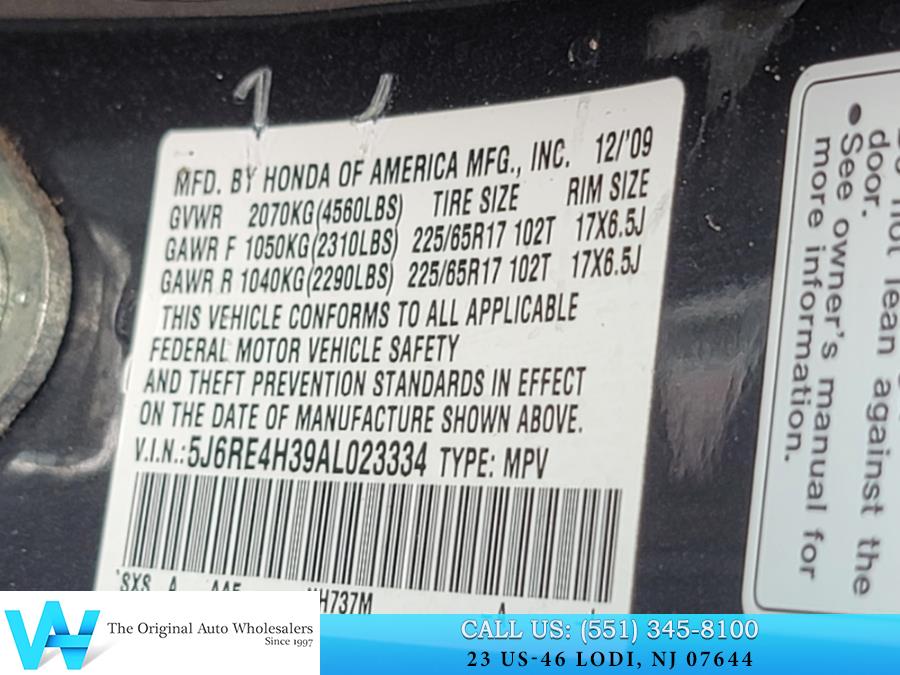 MFD. BY HONDA OF AMERICA MFG., INC. 12/'09
GVWR 2070KG(4560LBS) TIRE SIZE RIM SIZE
GAWR F 1050KG(2310LBS) 225/65R17 102T 17X6.5J
GAWR R 1040KG(2290LBS) 225/65R17 102T 17X6.5J
THIS VEHICLE CONFORMS TO ALL APPLICABLE
FEDERAL MOTOR VEHICLE SAFETY
AND THEFT PREVENTION STANDARDS IN EFFECT
ON THE DATE OF MANUFACTURE SHOWN ABOVE.
V.I.N.:5J6RE4H39AL023334 TYPE: MPV
SXS A
H737M A
not lean against the
door.
• See owner's manual for
more information.
The Original Auto Wholesalers
Since 1997
CALL US: (551) 345-8100
23 US-46 LODI, NJ 07644